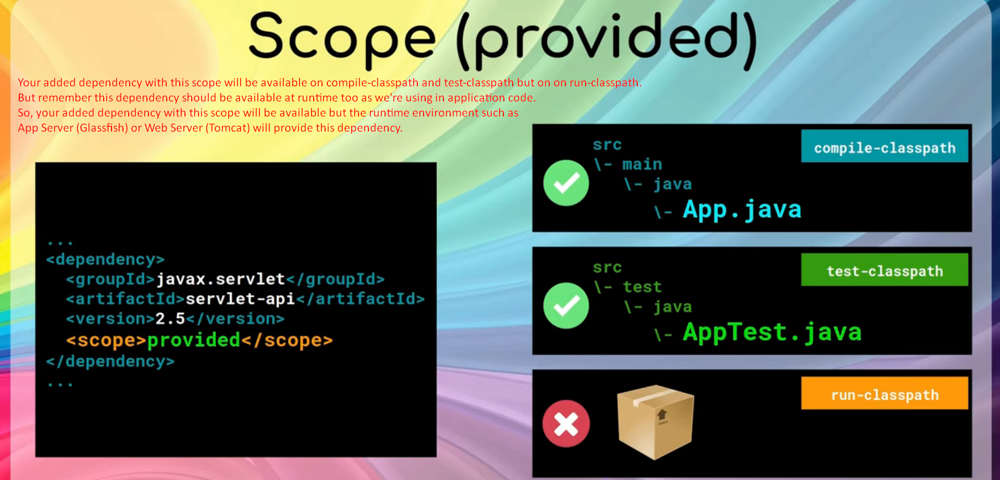 Scope (provided)
Your added dependency with this scope will be available on compile-classpath and test-classpath but on on run-classpath.
But remember this dependency should be available at runtime too as we're using in application code.
So, your added dependency with this scope will be available but the runtime environment such as
App Server (Glassfish) or Web Server (Tomcat) will provide this dependency.
...
<dependency>
  <groupId>javax.servlet</groupId>
  <artifactId>servlet-api</artifactId>
  <version>2.5</version>
  <scope>provided</scope>
</dependency>
...
compile-classpath
src
\- main
\- java
\- App.java
test-classpath
src
\- test
\- java
\- AppTest.java
run-classpath